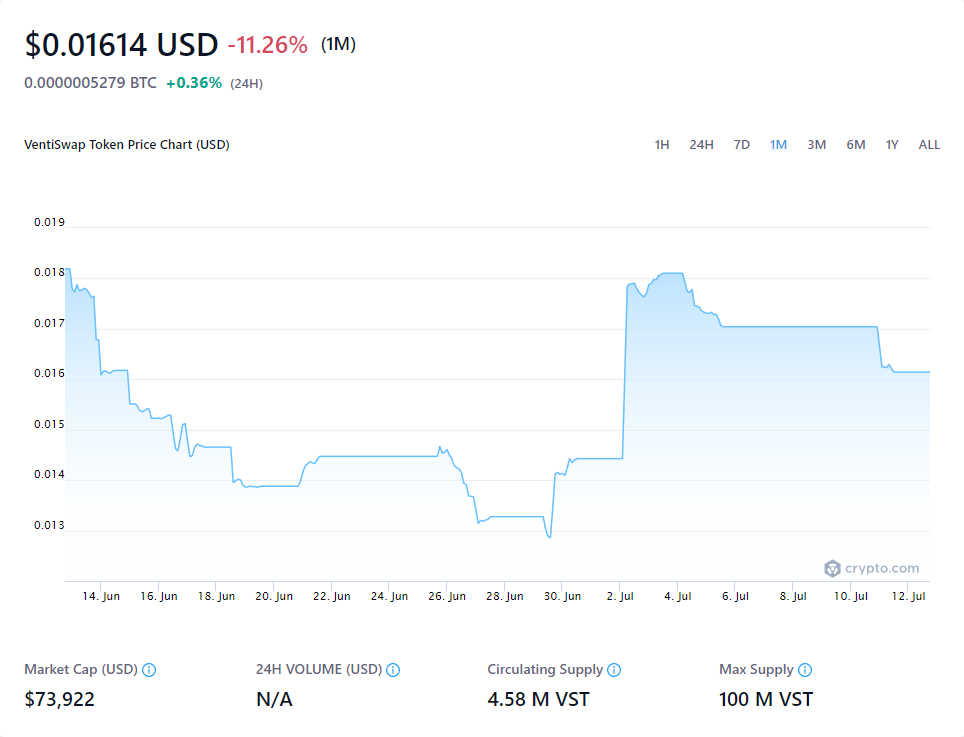 $0.01614 USD -11.26% (1M)
0.0000005279 BTC +0.36% (24H)
VentiSwap Token Price Chart (USD) 1H 24H 7D 1M 3M 6M 1Y ALL
0.019
0.018
0.017
0.016
0.015
0.014
0.013
crypto.com
14. Jun 16. Jun 18. Jun 20. Jun 22. Jun 24. Jun 26. Jun 28. Jun 30. Jun 2. Jul 4. Jul 6. Jul 8. Jul 10. Jul 12. Jul
Market Cap (USD) 24H VOLUME (USD) Circulating Supply Max Supply
$73,922 N/A 4.58 M VST 100 M VST